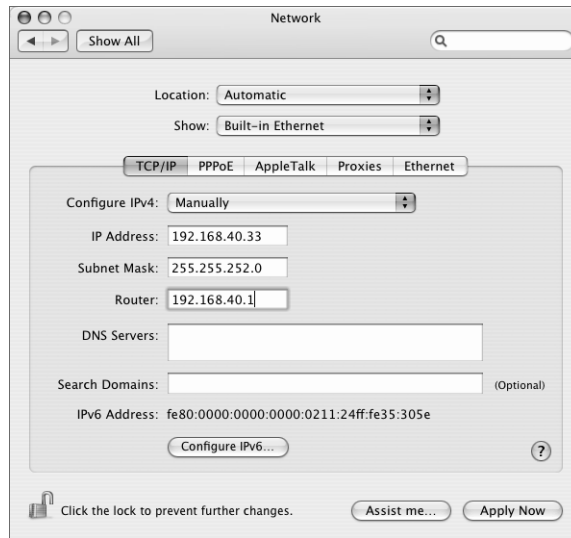 Network
Show All
Location: Automatic
Show: Built-in Ethernet
TCP/IP PPPoE AppleTalk Proxies Ethernet
Configure IPv4: Manually
IP Address: 192.168.40.33
Subnet Mask: 255.255.252.0
Router: 192.168.40.1
DNS Servers:
Search Domains: (Optional)
IPv6 Address: fe80:0000:0000:0000:0211:24ff:fe35:305e
Configure IPv6...
?
Click the lock to prevent further changes. Assist me... Apply Now